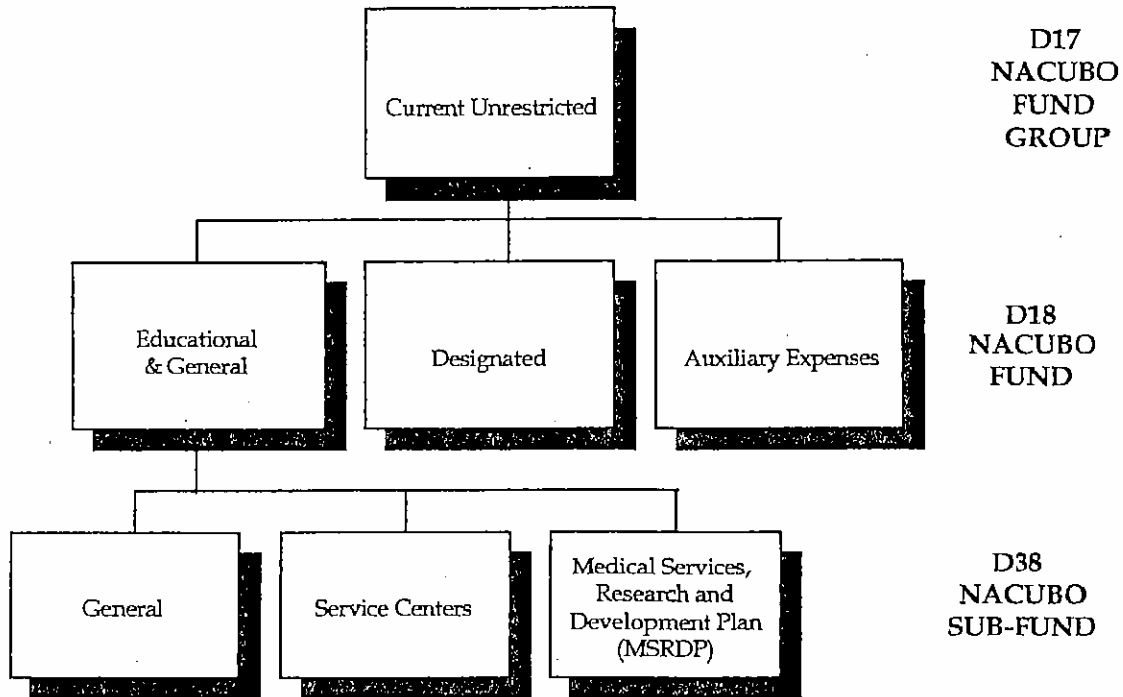 Current Unrestricted
D17
NACUBO
FUND
GROUP
Educational
& General
Designated
Auxiliary Expenses
D18
NACUBO
FUND
General
Service Centers
Medical Services,
Research and
Development Plan
(MSRDP)
D38
NACUBO
SUB-FUND